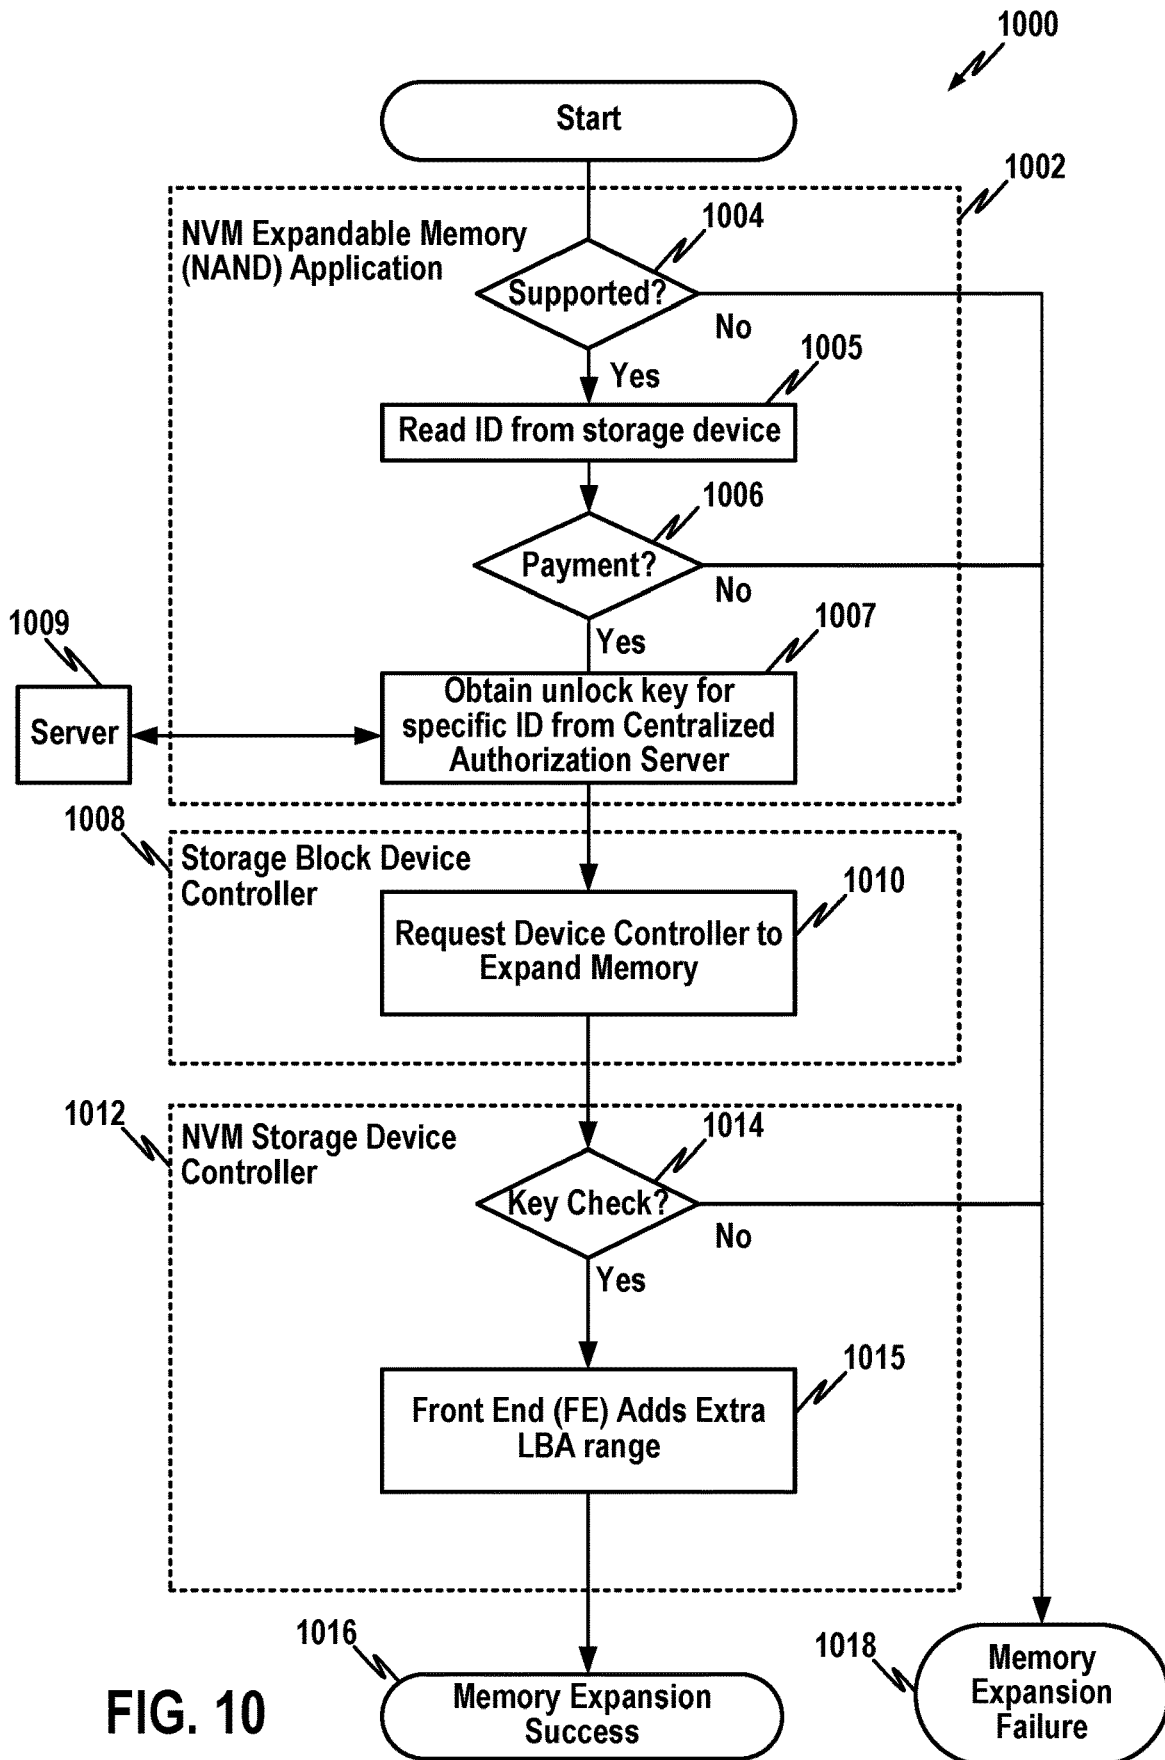 1000
Start
1002
NVM Expandable Memory
(NAND) Application
1004
Supported?
No
Yes
1005
Read ID from storage device
1006
Payment?
No
Yes
1007
1009
Server
Obtain unlock key for
specific ID from Centralized
Authorization Server
1008
Storage Block Device
Controller
1010
Request Device Controller to
Expand Memory
1012
NVM Storage Device
Controller
1014
Key Check?
No
Yes
1015
Front End (FE) Adds Extra
LBA range
1016
Memory Expansion
Success
1018
Memory
Expansion
Failure
FIG. 10